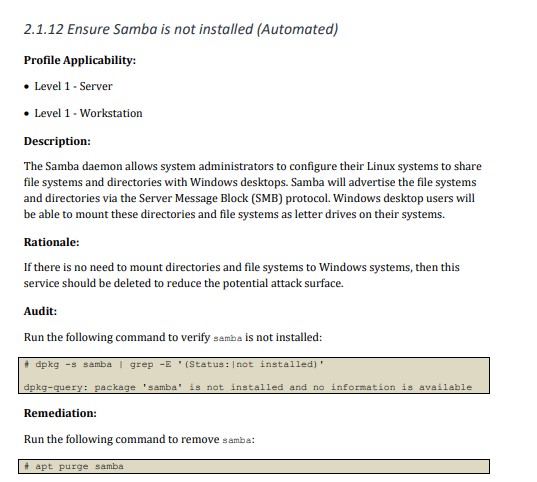 2.1.12 Ensure Samba is not installed (Automated)
Profile Applicability:
• Level 1 - Server
• Level 1 - Workstation
Description:
The Samba daemon allows system administrators to configure their Linux systems to share
file systems and directories with Windows desktops. Samba will advertise the file systems
and directories via the Server Message Block (SMB) protocol. Windows desktop users will
be able to mount these directories and file systems as letter drives on their systems.
Rationale:
If there is no need to mount directories and file systems to Windows systems, then this
service should be deleted to reduce the potential attack surface.
Audit:
Run the following command to verify samba is not installed:
# dpkg -s samba | grep -E '(Status:|not installed)'
dpkg-query: package 'samba' is not installed and no information is available
Remediation:
Run the following command to remove samba:
# apt purge samba